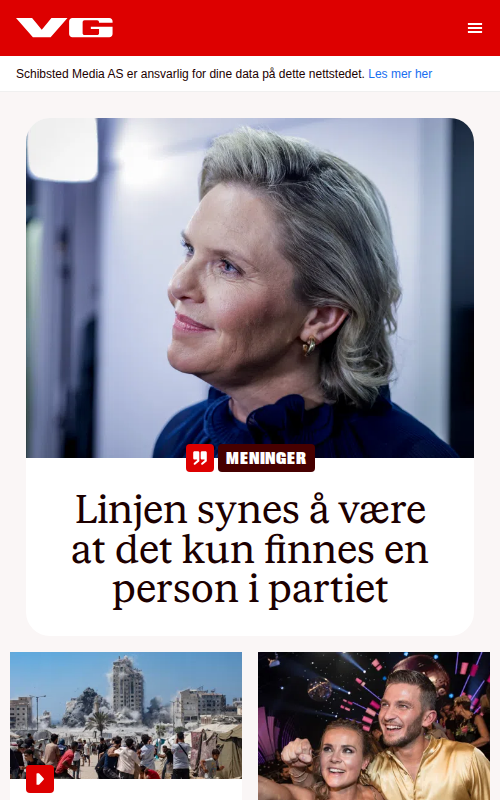 VG
Schibsted Media AS er ansvarlig for dine data på dette nettstedet. Les mer her
MENINGER
Linjen synes å være
at det kun finnes en
person i partiet